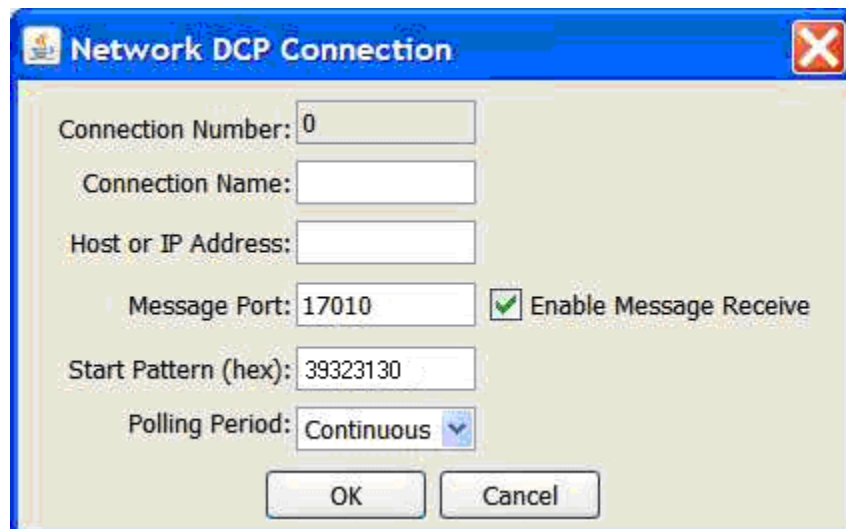 Network DCP Connection
Connection Number: 0
Connection Name:
Host or IP Address:
Message Port: 17010 Enable Message Receive
Start Pattern (hex): 39323130
Polling Period: Continuous
OK Cancel